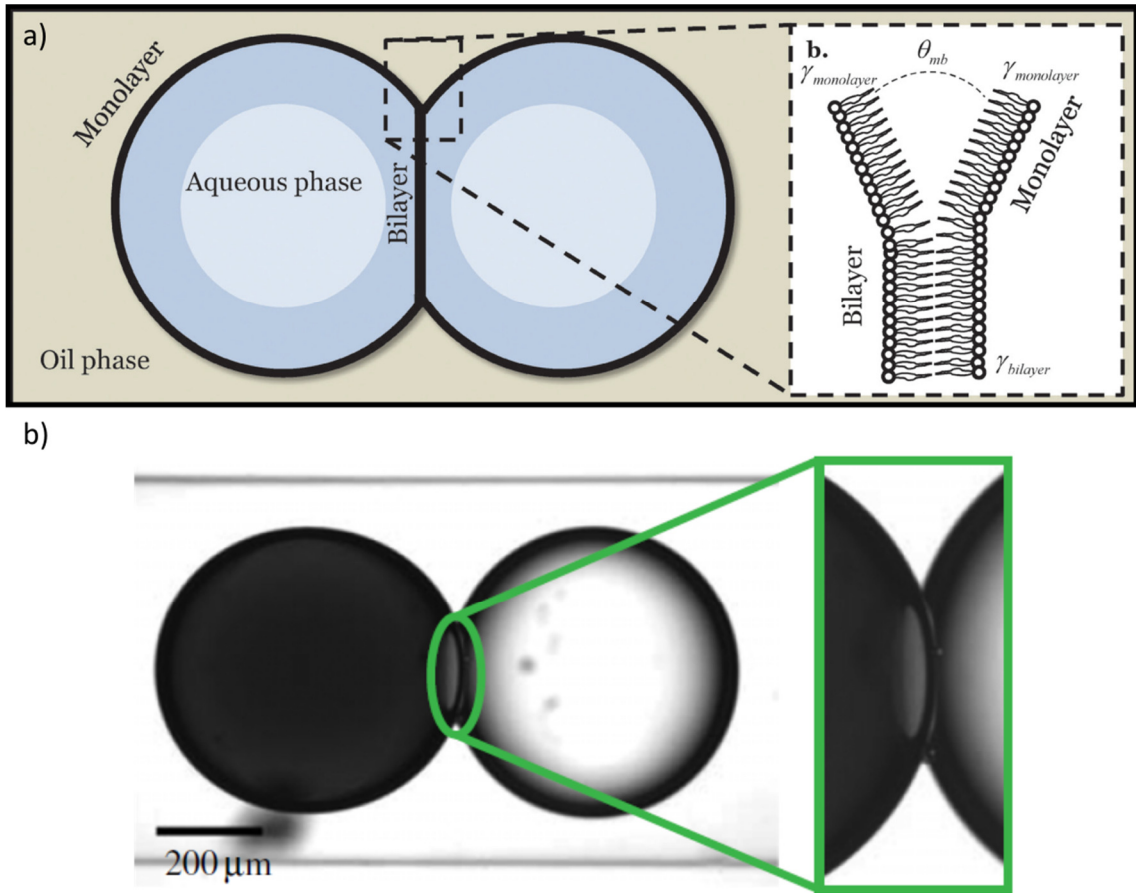 a)
Monolayer
Aqueous phase
Bilayer
Oil phase
b.
θmb
γmonolayer
γmonolayer
Monolayer
Bilayer
γbilayer
b)
200 μm